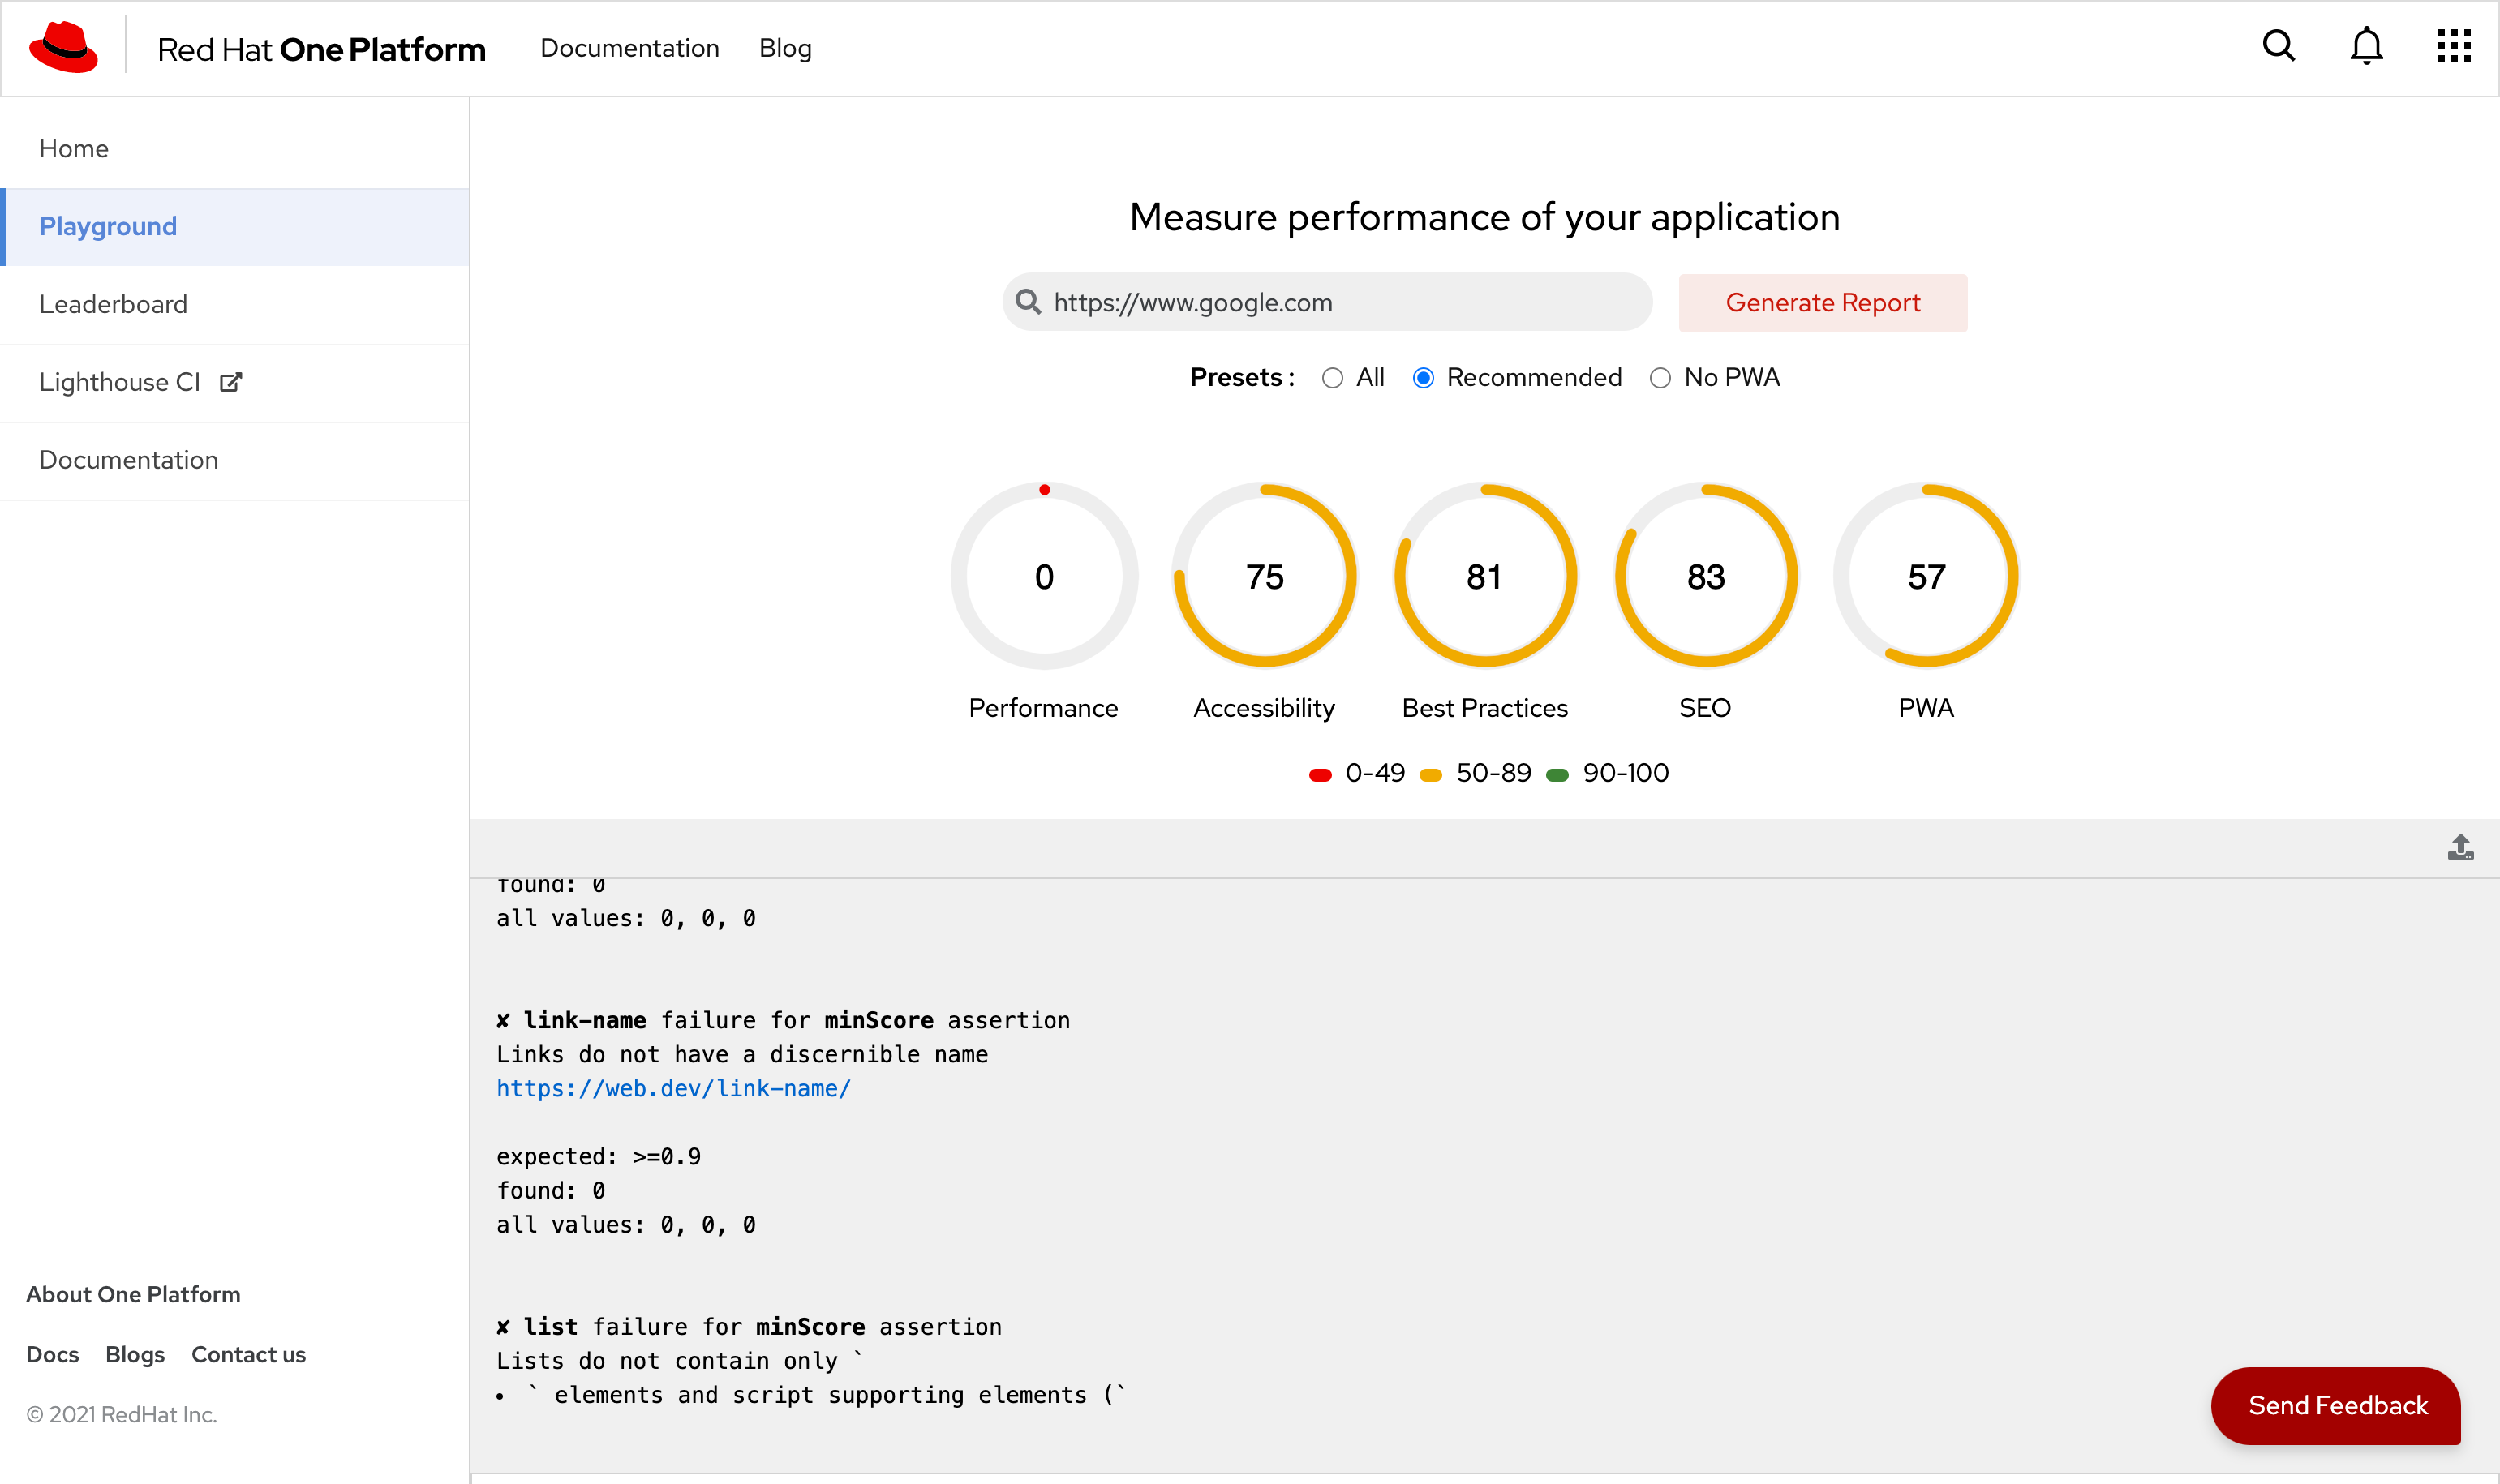 Red Hat One Platform Documentation Blog
Home
Playground
Leaderboard
Lighthouse CI
Documentation
Measure performance of your application
https://www.google.com Generate Report
Presets : All Recommended No PWA
0 75 81 83 57
Performance Accessibility Best Practices SEO PWA
0-49 50-89 90-100
found: 0
all values: 0, 0, 0
✘ link-name failure for minScore assertion
Links do not have a discernible name
https://web.dev/link-name/
expected: >=0.9
found: 0
all values: 0, 0, 0
✘ list failure for minScore assertion
Lists do not contain only `
• ` elements and script supporting elements (`
About One Platform
Docs Blogs Contact us
© 2021 RedHat Inc.
Send Feedback